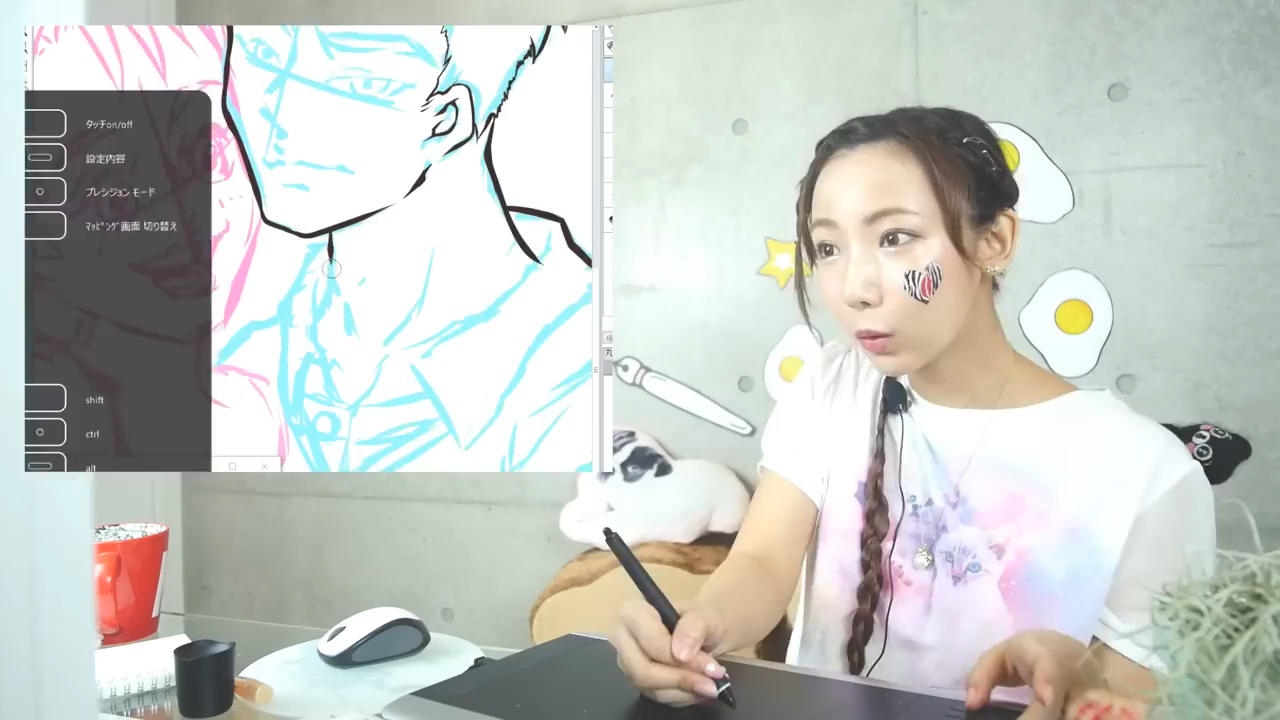 タッチon/off
設定内容
プレシジョン モード
ﾏｯﾋﾟﾝｸﾞ画面 切り替え
shift
ctrl
alt